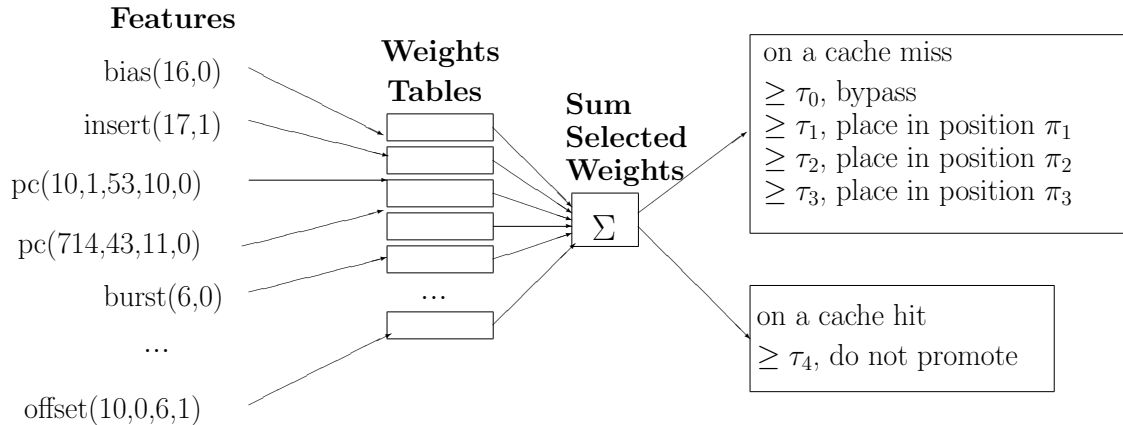 Features
bias(16,0)
insert(17,1)
pc(10,1,53,10,0)
pc(714,43,11,0)
burst(6,0)
...
offset(10,0,6,1)
Weights
Tables
...
Sum
Selected
Weights
Σ
on a cache miss
≥ τ0, bypass
≥ τ1, place in position π1
≥ τ2, place in position π2
≥ τ3, place in position π3
on a cache hit
≥ τ4, do not promote